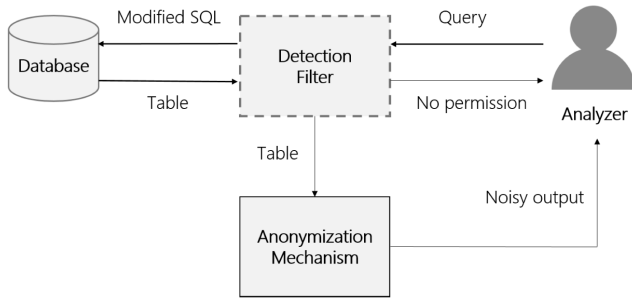 Modified SQL
Query
Database
Detection
Filter
Table
No permission
Analyzer
Table
Noisy output
Anonymization
Mechanism